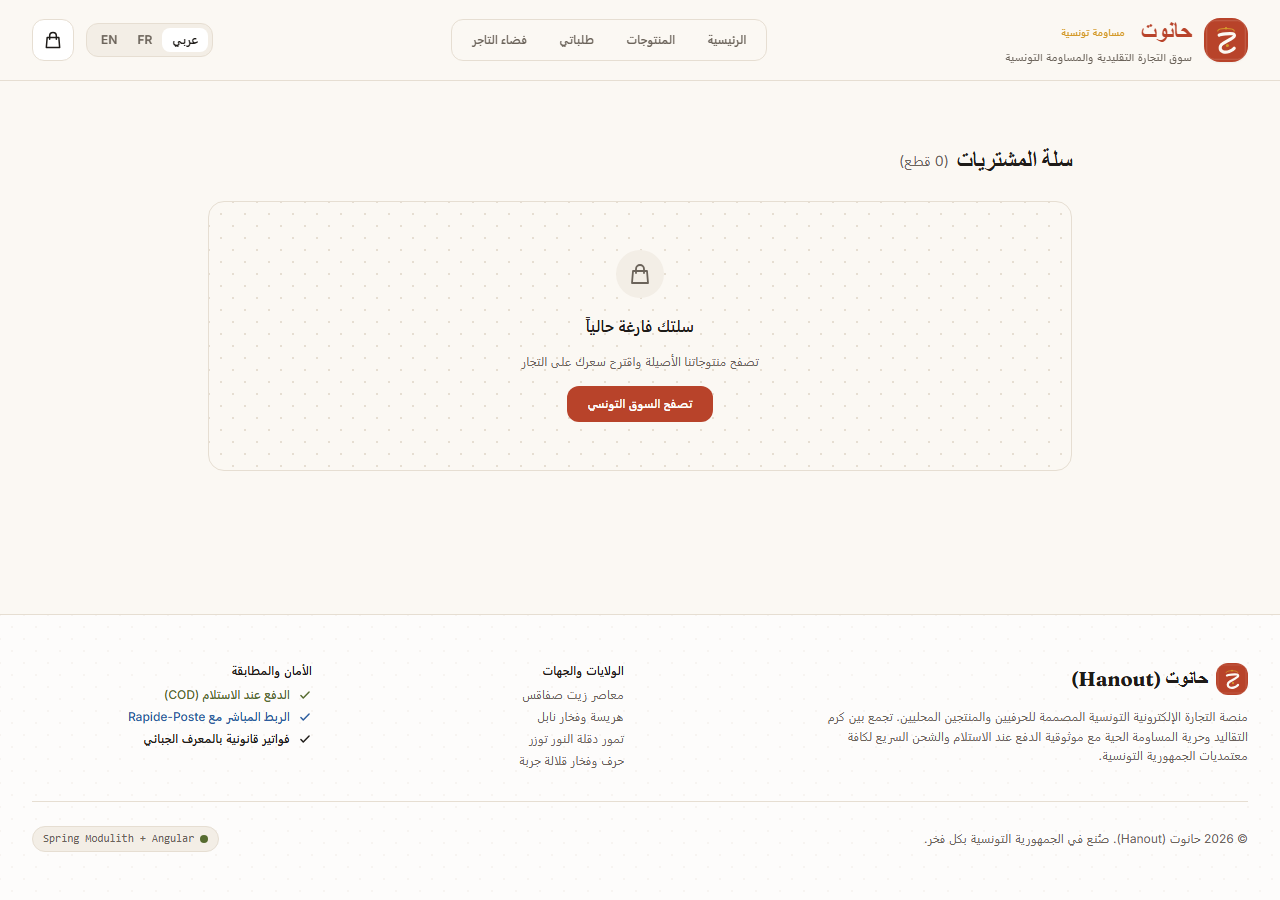 ح
حانوت مساومة تونسية
سوق التجارة التقليدية والمساومة التونسية
الرئيسية المنتوجات طلباتي فضاء التاجر
عربي FR EN
سلة المشتريات (0 قطع)
سلتك فارغة حالياً
تصفح منتوجاتنا الأصيلة واقترح سعرك على التجار
تصفح السوق التونسي
ح
حانوت (Hanout)
منصة التجارة الإلكترونية التونسية المصممة للحرفيين والمنتجين المحليين. تجمع بين كرم
التقاليد وحرية المساومة الحية مع موثوقية الدفع عند الاستلام والشحن السريع لكافة
معتمديات الجمهورية التونسية.
الولايات والجهات
معاصر زيت صفاقس
هريسة وفخار نابل
تمور دقلة النور توزر
حرف وفخار قلالة جربة
الأمان والمطابقة
الدفع عند الاستلام (COD)
الربط المباشر مع Rapide-Poste
فواتير قانونية بالمعرف الجبائي
© 2026 حانوت (Hanout). صُنع في الجمهورية التونسية بكل فخر.
Spring Modulith + Angular